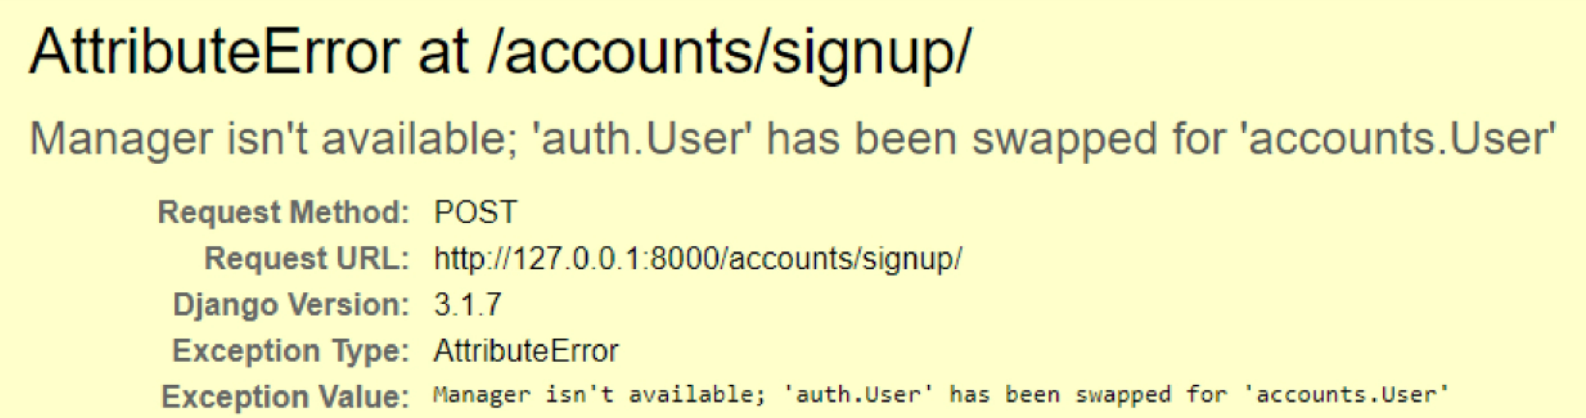 AttributeError at /accounts/signup/
Manager isn't available; 'auth.User' has been swapped for 'accounts.User'
Request Method: POST
Request URL: http://127.0.0.1:8000/accounts/signup/
Django Version: 3.1.7
Exception Type: AttributeError
Exception Value: Manager isn't available; 'auth.User' has been swapped for 'accounts.User'